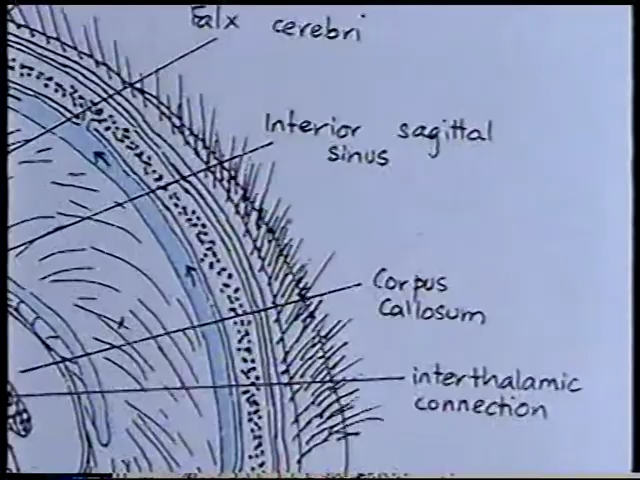 Falx cerebri
Interior sagittal
sinus
Corpus
Callosum
interthalamic
connection